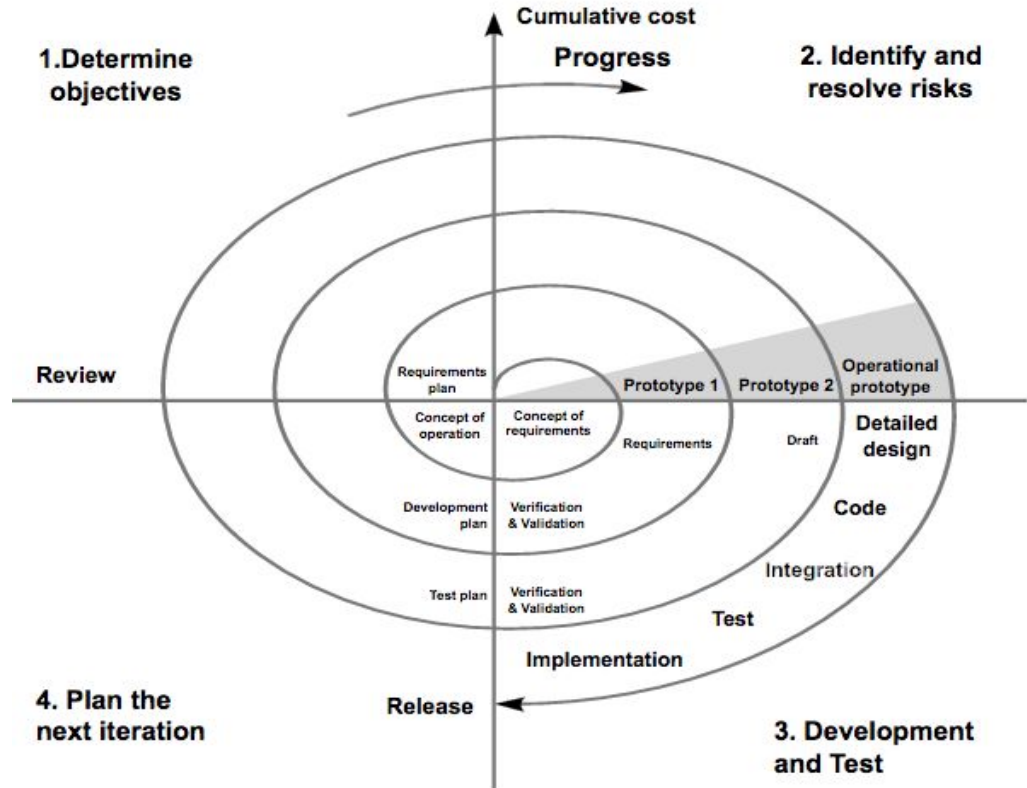 Cumulative cost
1.Determine
objectives
Progress
2. Identify and
resolve risks
Review
Requirements
plan
Prototype 1
Prototype 2
Operational
prototype
Concept of
operation
Concept of
requirements
Requirements
Draft
Detailed
design
Development
plan
Verification
& Validation
Code
Integration
Test plan
Verification
& Validation
Test
Implementation
Release
4. Plan the
next iteration
3. Development
and Test